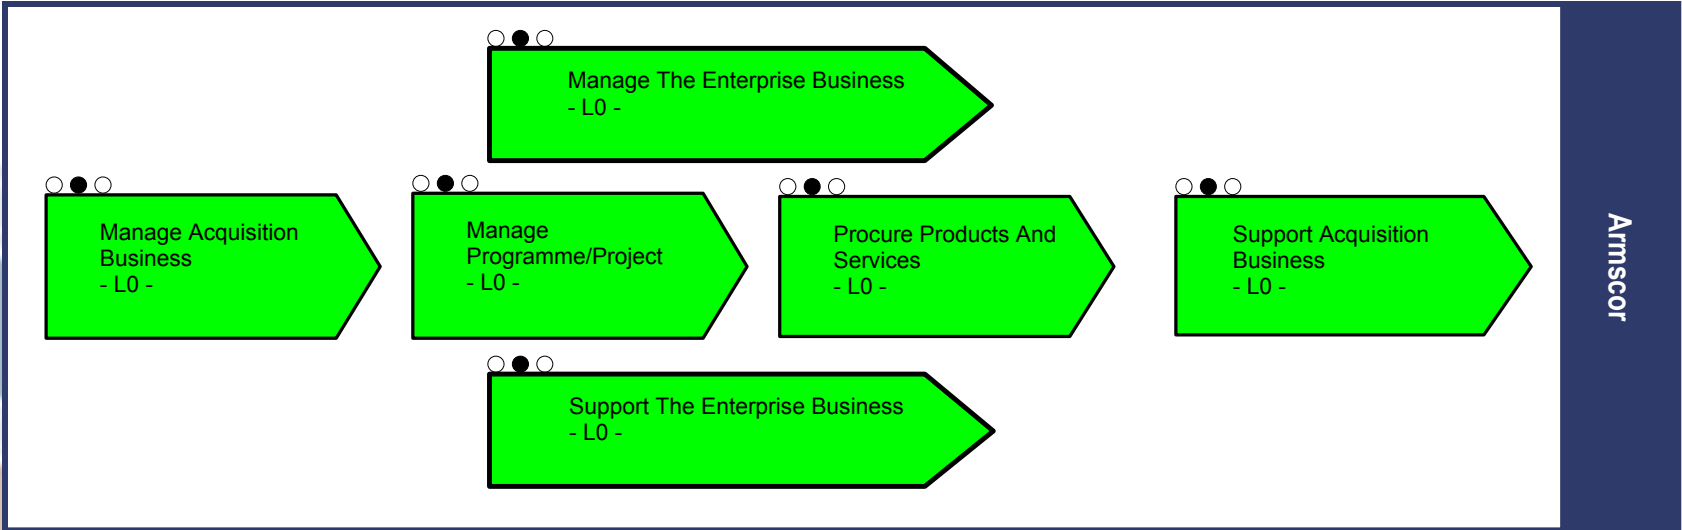 Manage The Enterprise Business
- L0 -
Manage Acquisition
Business
- L0 -
Manage
Programme/Project
- L0 -
Procure Products And
Services
- L0 -
Support Acquisition
Business
- L0 -
Support The Enterprise Business
- L0 -
Armscor